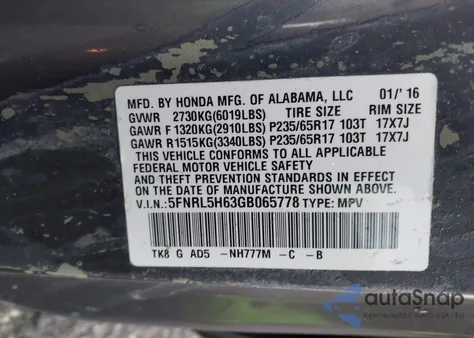 MFD. BY HONDA MFG. OF ALABAMA, LLC 01/'16
GVWR 2730KG(6019LBS) TIRE SIZE RIM SIZE
GAWR F 1320KG(2910LBS) P235/65R17 103T 17X7J
GAWR R1515KG(3340LBS) P235/65R17 103T 17X7J
THIS VEHICLE CONFORMS TO ALL APPLICABLE
FEDERAL MOTOR VEHICLE SAFETY
AND THEFT PREVENTION STANDARDS IN EFFECT
ON THE DATE OF MANUFACTURE SHOWN ABOVE.
V.I.N.: 5FNRL5H63GB065778 TYPE: MPV
TK8 G AD5 -NH777M -C -B
autoSnap
VEHICLE HISTORY